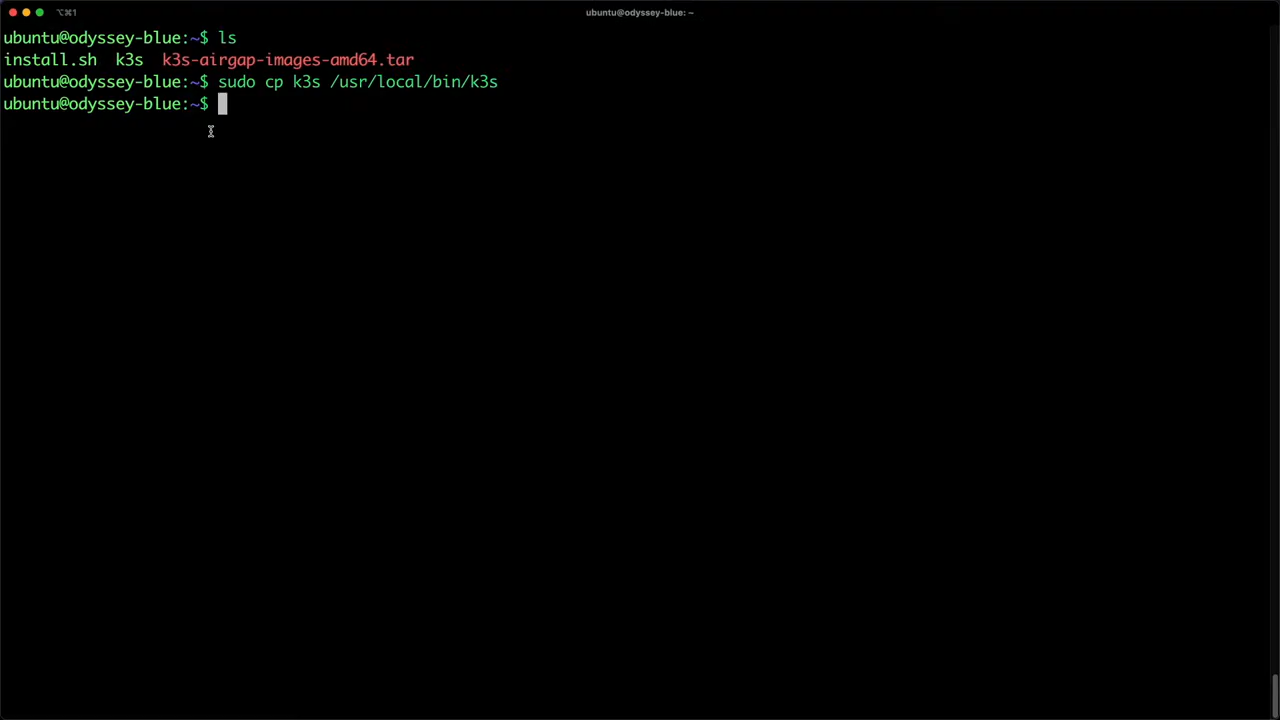 ⌥⌘1
ubuntu@odyssey-blue: ~
ubuntu@odyssey-blue:~$ ls
install.sh  k3s  k3s-airgap-images-amd64.tar
ubuntu@odyssey-blue:~$ sudo cp k3s /usr/local/bin/k3s
ubuntu@odyssey-blue:~$